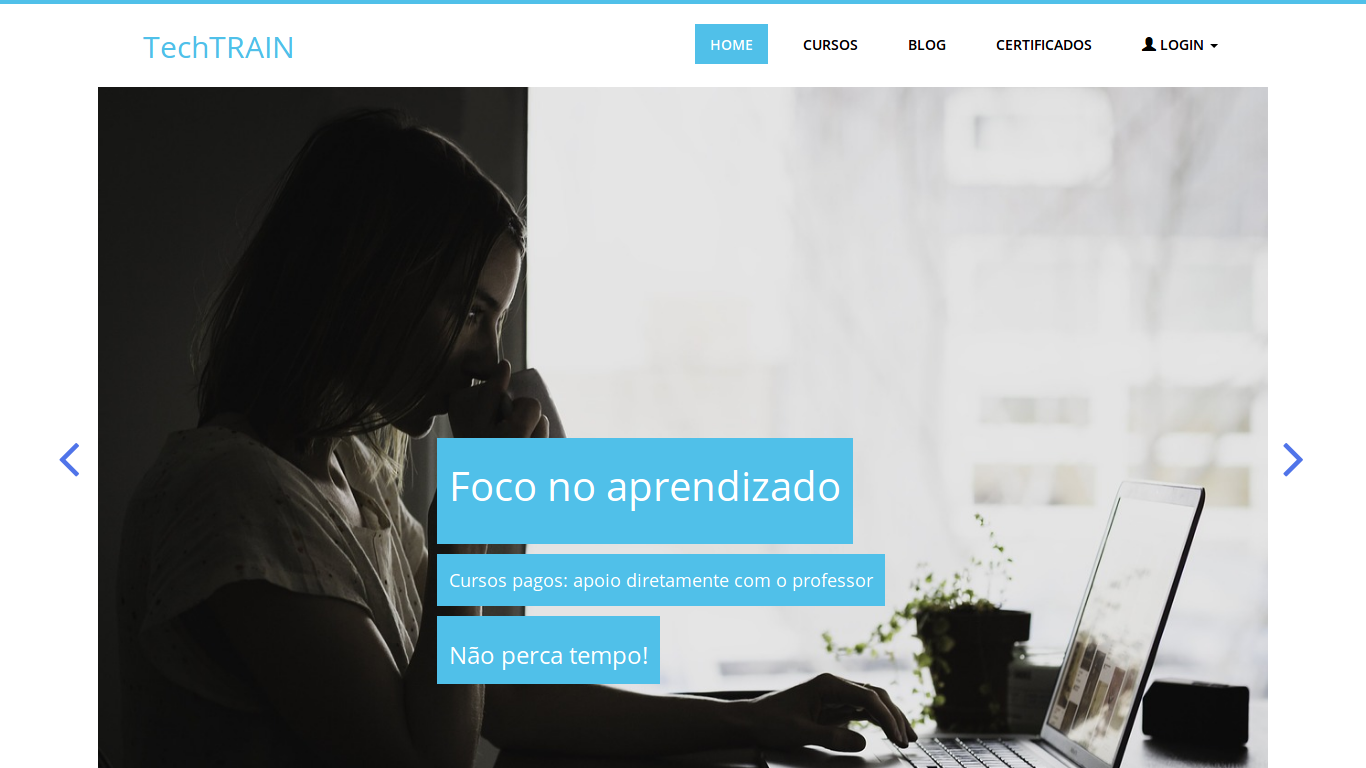 TechTRAIN
HOME CURSOS BLOG CERTIFICADOS LOGIN
Foco no aprendizado
Cursos pagos: apoio diretamente com o professor
Não perca tempo!